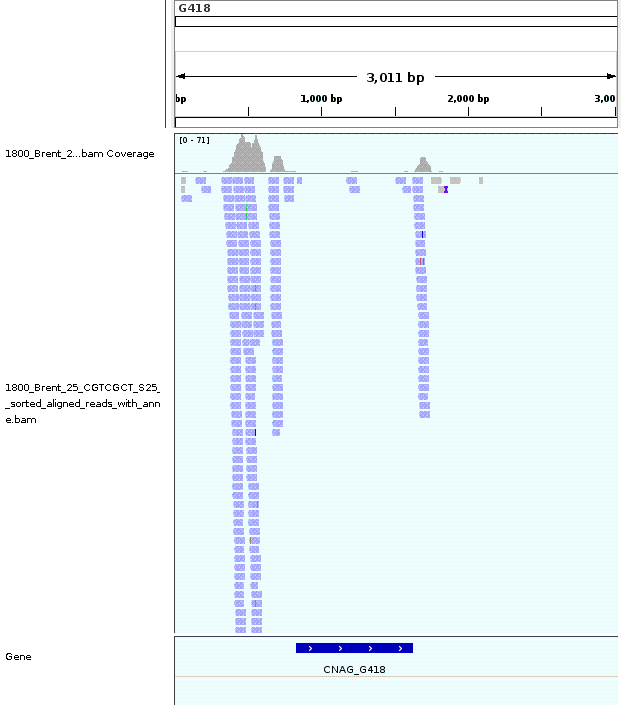 G418
3,011 bp
bp
1,000 bp
2,000 bp
3,00
[0 - 71]
1800_Brent_2...bam Coverage
1800_Brent_25_CGTCGCT_S25_
_sorted_aligned_reads_with_ann
e.bam
Gene
CNAG_G418